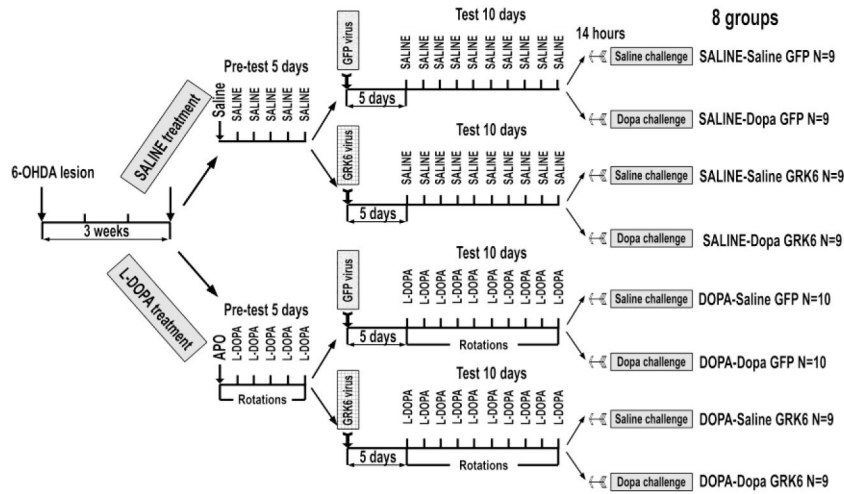 8 groups
Test 10 days
14 hours
GFP virus
SALINE SALINE SALINE SALINE SALINE SALINE SALINE SALINE SALINE
Saline challenge SALINE-Saline GFP N=9
Pre-test 5 days
Saline SALINE SALINE SALINE SALINE SALINE
SALINE treatment
5 days
Dopa challenge SALINE-Dopa GFP N=9
Test 10 days
GRK6 virus
SALINE SALINE SALINE SALINE SALINE SALINE SALINE SALINE SALINE
Saline challenge SALINE-Saline GRK6 N=9
6-OHDA lesion
5 days
3 weeks
Dopa challenge SALINE-Dopa GRK6 N=9
Test 10 days
L-DOPA treatment
GFP virus
L-DOPA L-DOPA L-DOPA L-DOPA L-DOPA L-DOPA L-DOPA L-DOPA L-DOPA
Saline challenge DOPA-Saline GFP N=10
Pre-test 5 days
APO L-DOPA L-DOPA L-DOPA L-DOPA L-DOPA
5 days
Rotations
Dopa challenge DOPA-Dopa GFP N=10
Rotations
Test 10 days
GRK6 virus
L-DOPA L-DOPA L-DOPA L-DOPA L-DOPA L-DOPA L-DOPA L-DOPA L-DOPA
Saline challenge DOPA-Saline GRK6 N=9
5 days
Rotations
Dopa challenge DOPA-Dopa GRK6 N=9